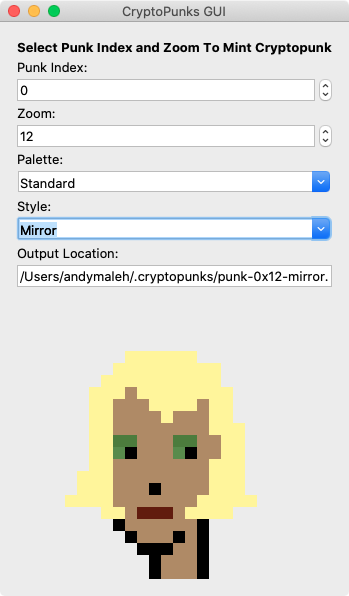 CryptoPunks GUI
Select Punk Index and Zoom To Mint Cryptopunk
Punk Index:
0
Zoom:
12
Palette:
Standard
Style:
Mirror
Output Location:
/Users/andymaleh/.cryptopunks/punk-0x12-mirror.